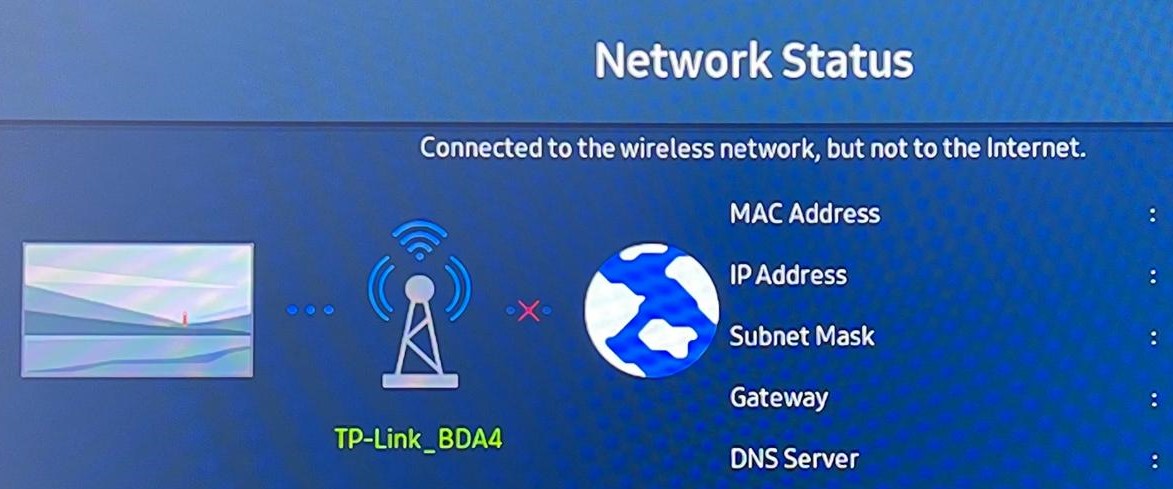 Network Status
Connected to the wireless network, but not to the Internet.
MAC Address :
IP Address :
Subnet Mask :
Gateway :
TP-Link_BDA4
DNS Server :